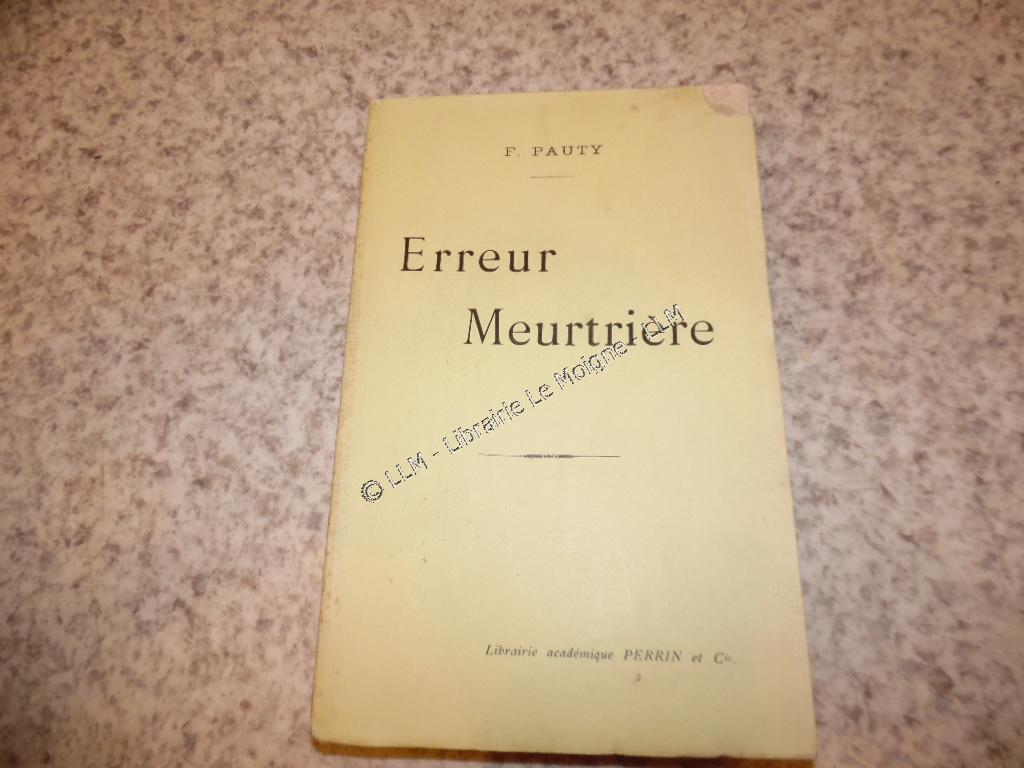 F. PAUTY
Erreur
Meurtrière
© LLM - Librairie Le Moigne - LLM
Librairie académique PERRIN et Cie.